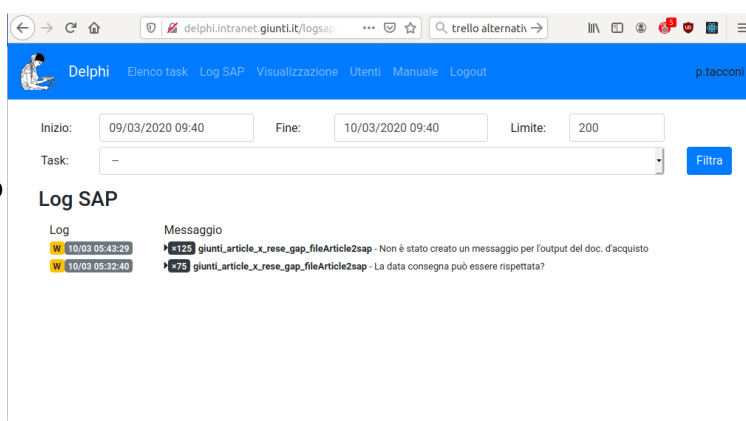 delphi.intranet.giunti.it/logsap
trello alternativ
5
Delphi Elenco task Log SAP Visualizzazione Utenti Manuale Logout p.tacconi
Inizio: 09/03/2020 09:40 Fine: 10/03/2020 09:40 Limite: 200
Task: -- Filtra
Log SAP
Log Messaggio
W 10/03 05:43:29 ×125 giunti_article_x_rese_gap_fileArticle2sap - Non è stato creato un messaggio per l'output del doc. d'acquisto
W 10/03 05:32:40 ×75 giunti_article_x_rese_gap_fileArticle2sap - La data consegna può essere rispettata?